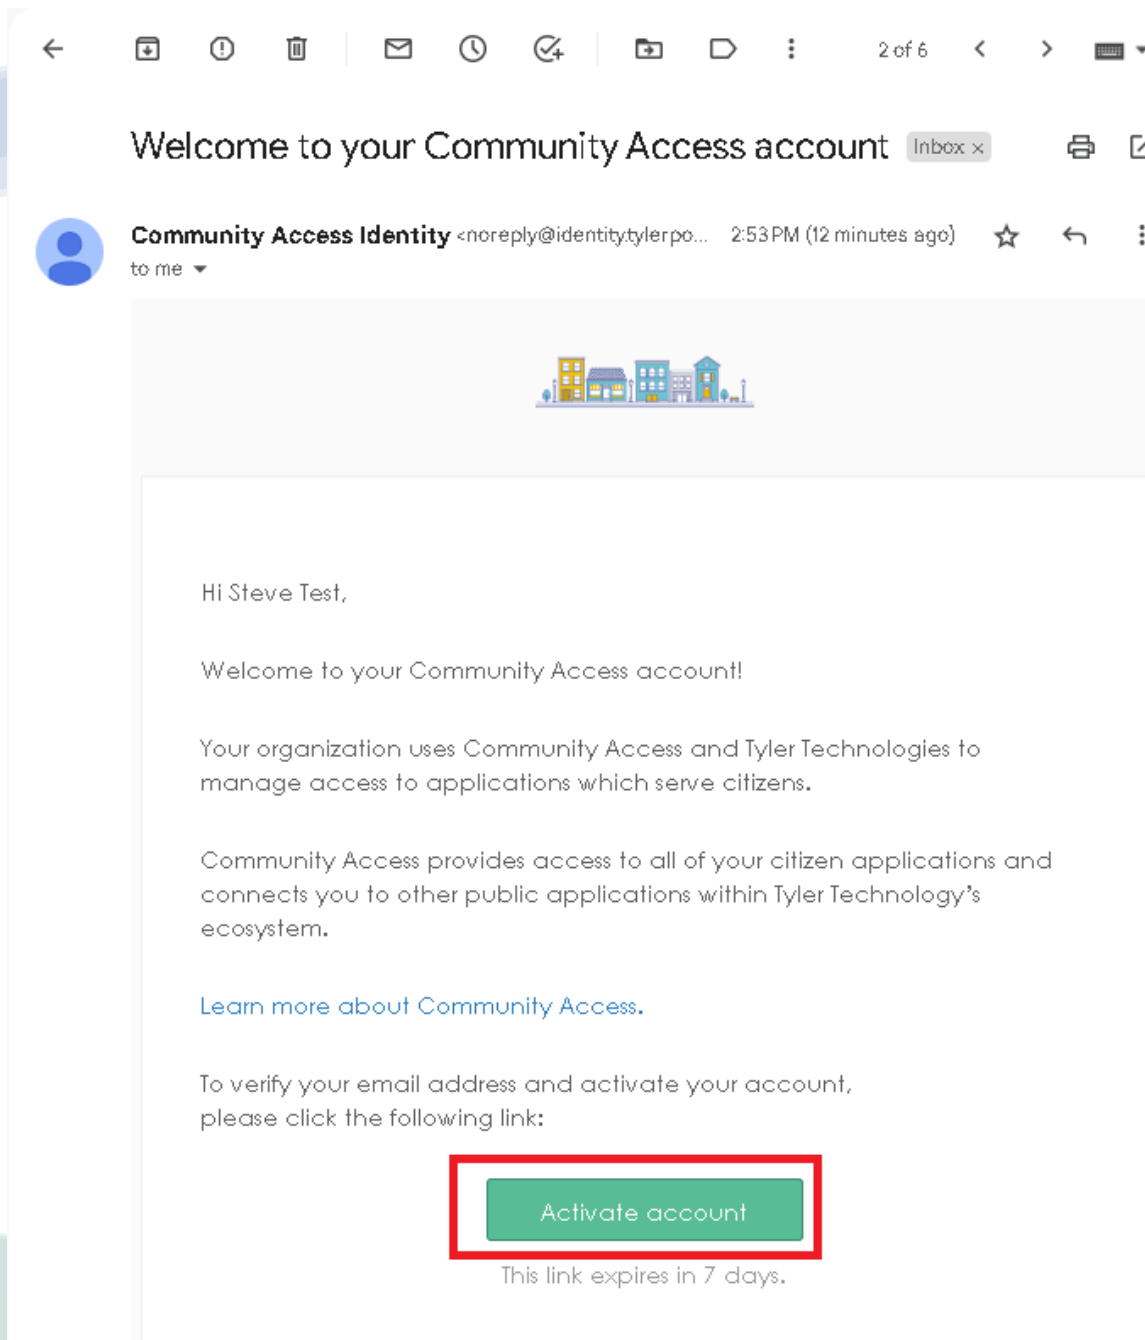 2 of 6
Welcome to your Community Access account Inbox ×
Community Access Identity <noreply@identity.tylerpo... 2:53 PM (12 minutes ago)
to me
Hi Steve Test,
Welcome to your Community Access account!
Your organization uses Community Access and Tyler Technologies to
manage access to applications which serve citizens.
Community Access provides access to all of your citizen applications and
connects you to other public applications within Tyler Technology's
ecosystem.
Learn more about Community Access.
To verify your email address and activate your account,
please click the following link:
Activate account
This link expires in 7 days.